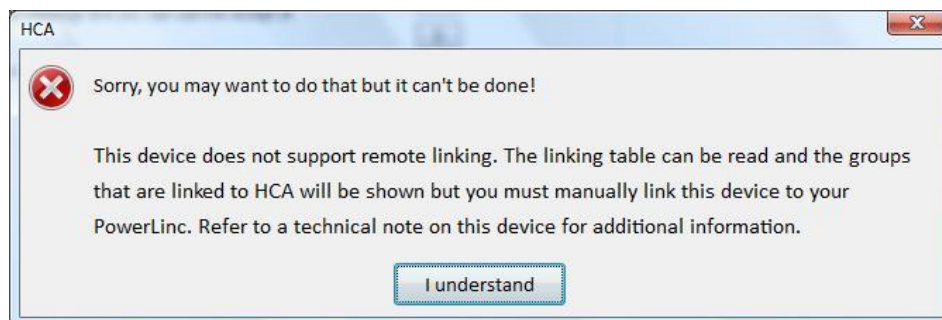 HCA
Sorry, you may want to do that but it can't be done!
This device does not support remote linking. The linking table can be read and the groups
that are linked to HCA will be shown but you must manually link this device to your
PowerLinc. Refer to a technical note on this device for additional information.
I understand